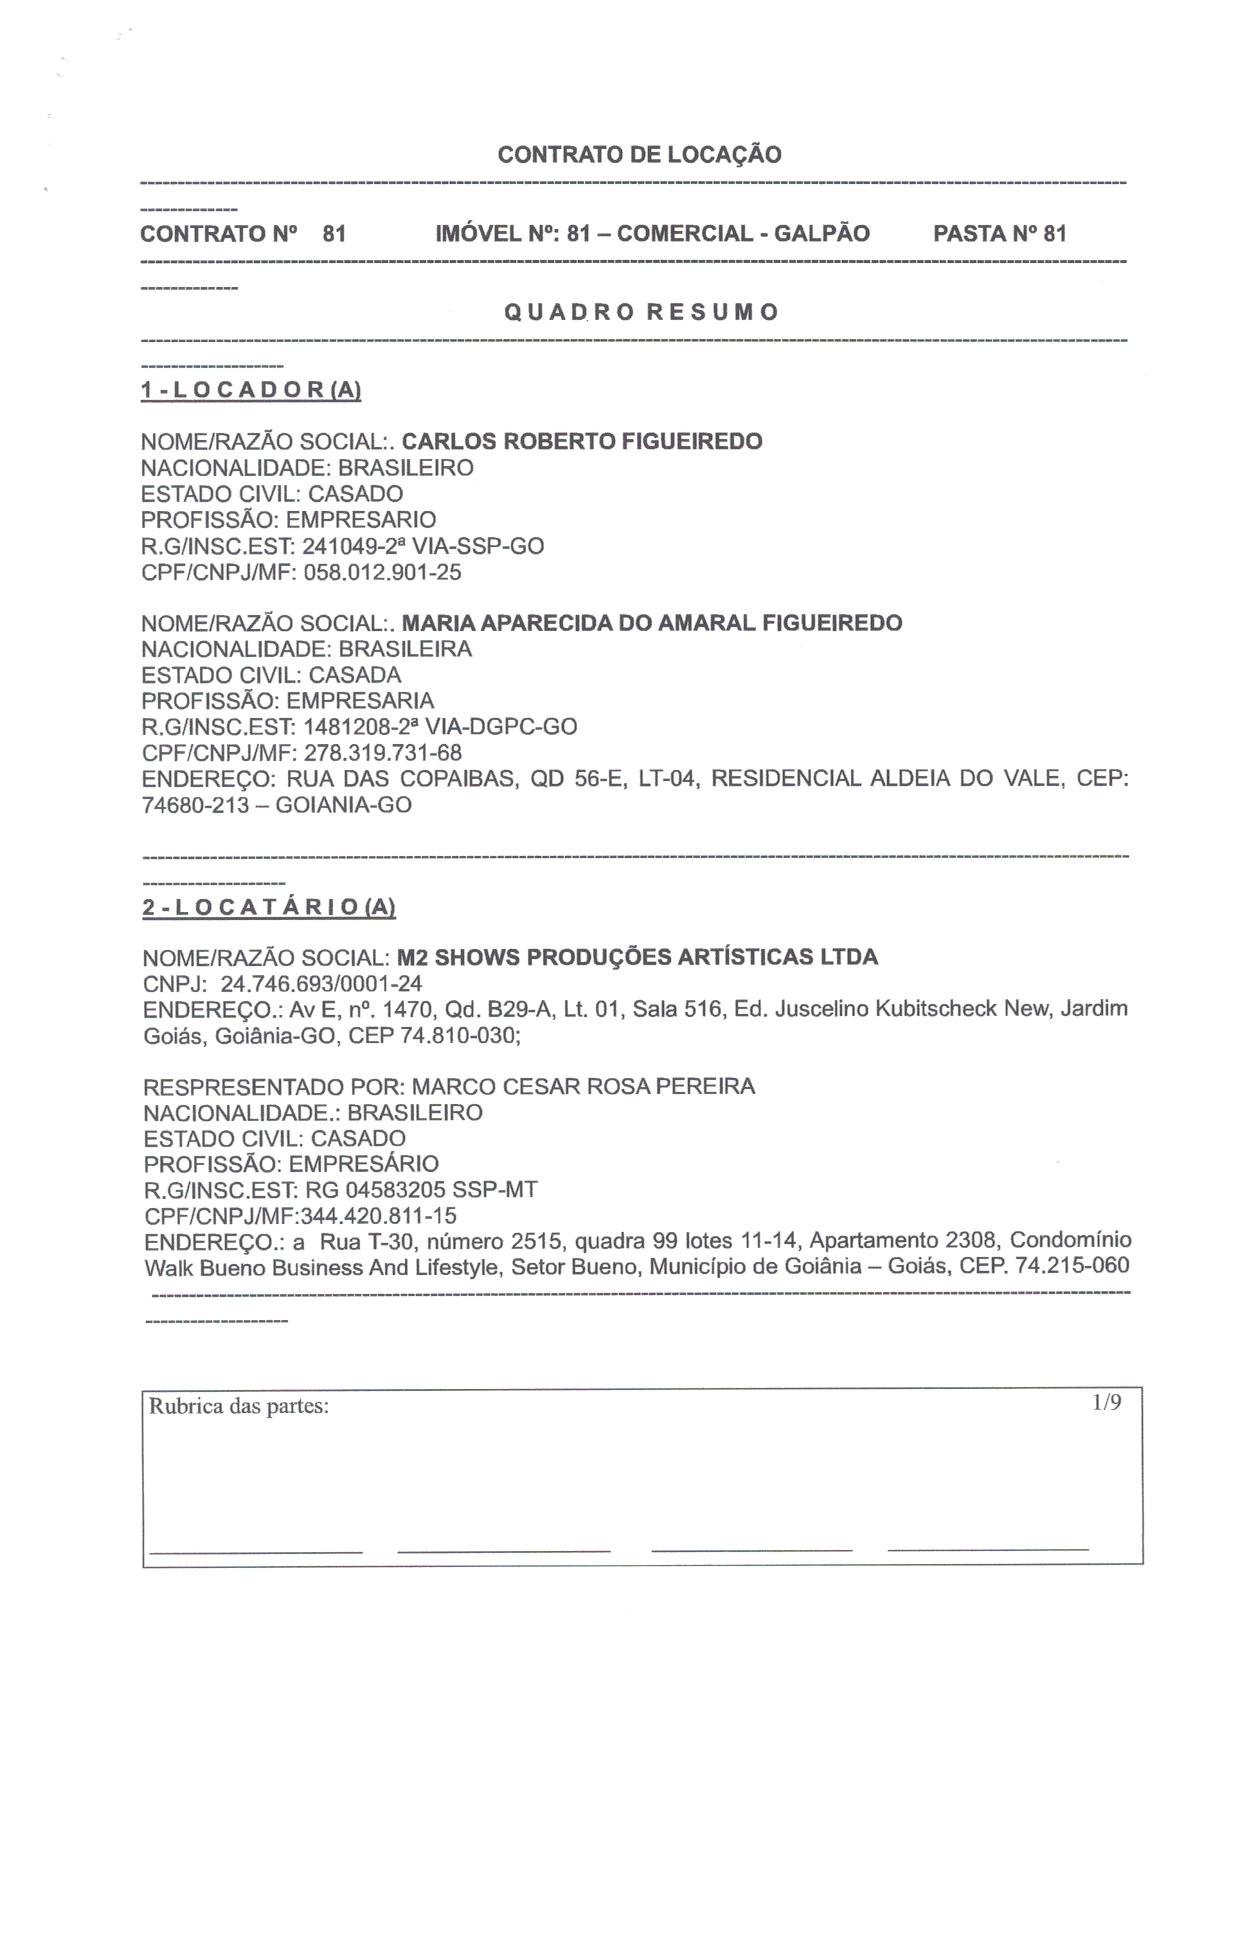 CONTRATO DE LOCAÇÃO
CONTRATO Nº 81 IMÓVEL Nº: 81 – COMERCIAL - GALPÃO PASTA Nº 81
Q U A D R O R E S U M O
1 - L O C A D O R (A)
NOME/RAZÃO SOCIAL:. CARLOS ROBERTO FIGUEIREDO
NACIONALIDADE: BRASILEIRO
ESTADO CIVIL: CASADO
PROFISSÃO: EMPRESARIO
R.G/INSC.EST: 241049-2ª VIA-SSP-GO
CPF/CNPJ/MF: 058.012.901-25
NOME/RAZÃO SOCIAL:. MARIA APARECIDA DO AMARAL FIGUEIREDO
NACIONALIDADE: BRASILEIRA
ESTADO CIVIL: CASADA
PROFISSÃO: EMPRESARIA
R.G/INSC.EST: 1481208-2ª VIA-DGPC-GO
CPF/CNPJ/MF: 278.319.731-68
ENDEREÇO: RUA DAS COPAIBAS, QD 56-E, LT-04, RESIDENCIAL ALDEIA DO VALE, CEP:
74680-213 – GOIANIA-GO
2 - L O C A T Á R I O (A)
NOME/RAZÃO SOCIAL: M2 SHOWS PRODUÇÕES ARTÍSTICAS LTDA
CNPJ: 24.746.693/0001-24
ENDEREÇO.: Av E, nº. 1470, Qd. B29-A, Lt. 01, Sala 516, Ed. Juscelino Kubitscheck New, Jardim
Goiás, Goiânia-GO, CEP 74.810-030;
RESPRESENTADO POR: MARCO CESAR ROSA PEREIRA
NACIONALIDADE.: BRASILEIRO
ESTADO CIVIL: CASADO
PROFISSÃO: EMPRESÁRIO
R.G/INSC.EST: RG 04583205 SSP-MT
CPF/CNPJ/MF:344.420.811-15
ENDEREÇO.: a Rua T-30, número 2515, quadra 99 lotes 11-14, Apartamento 2308, Condomínio
Walk Bueno Business And Lifestyle, Setor Bueno, Município de Goiânia – Goiás, CEP. 74.215-060
Rubrica das partes: 1/9